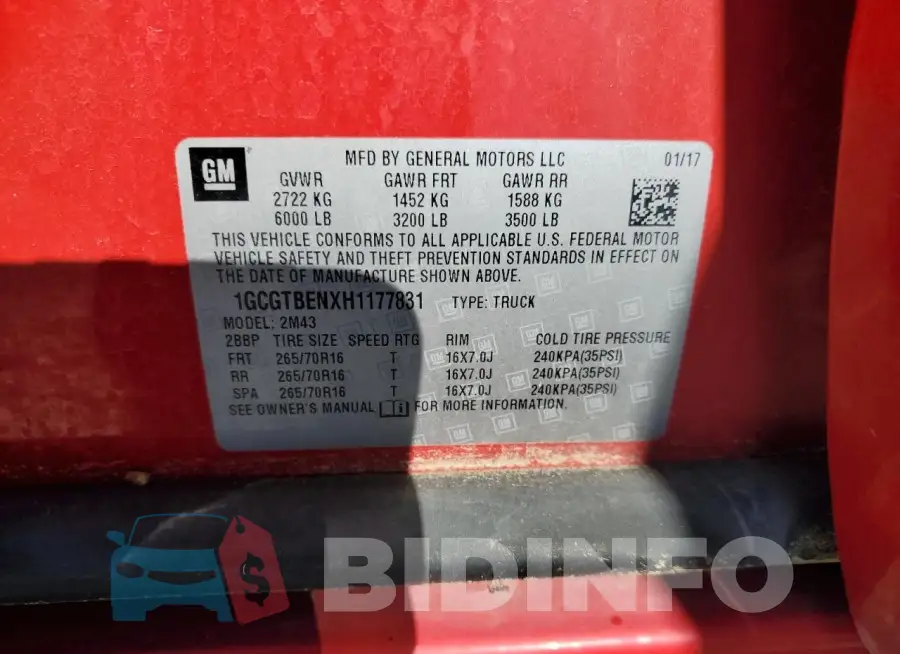 GM
MFD BY GENERAL MOTORS LLC 01/17
GVWR GAWR FRT GAWR RR
2722 KG 1452 KG 1588 KG
6000 LB 3200 LB 3500 LB
THIS VEHICLE CONFORMS TO ALL APPLICABLE U.S. FEDERAL MOTOR
VEHICLE SAFETY AND THEFT PREVENTION STANDARDS IN EFFECT ON
THE DATE OF MANUFACTURE SHOWN ABOVE.
1GCGTBENXH1177831 TYPE: TRUCK
MODEL: 2M43
2BBP TIRE SIZE SPEED RTG RIM COLD TIRE PRESSURE
FRT 265/70R16 T 16X7.0J 240KPA(35PSI)
RR 265/70R16 T 16X7.0J 240KPA(35PSI)
SPA 265/70R16 T 16X7.0J 240KPA(35PSI)
SEE OWNER'S MANUAL FOR MORE INFORMATION.
BIDINFO